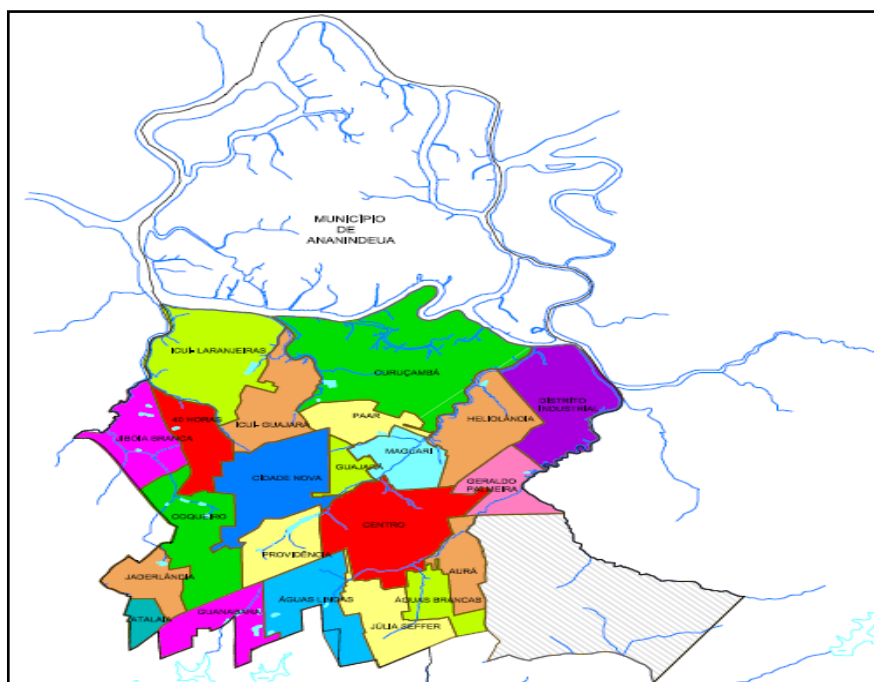 MUNICÍPIO
DE
ANANINDEUA
ICUÍ- LARANJEIRAS
CURUÇAMBÁ
DISTRITO
INDUSTRIAL
40 HORAS
PAAR
HELIOLÂNDIA
JIBOIA BRANCA
ICUÍ- GUAJARÁ
MAGUARI
GUAJARÁ
CIDADE NOVA
GERALDO
PALMEIRA
COQUEIRO
CENTRO
PROVIDÊNCIA
AURÁ
JADERLÂNDIA
ÁGUAS LINDAS
ÁGUAS BRANCAS
GUANABARA
ATALAIA
JÚLIA SEFFER